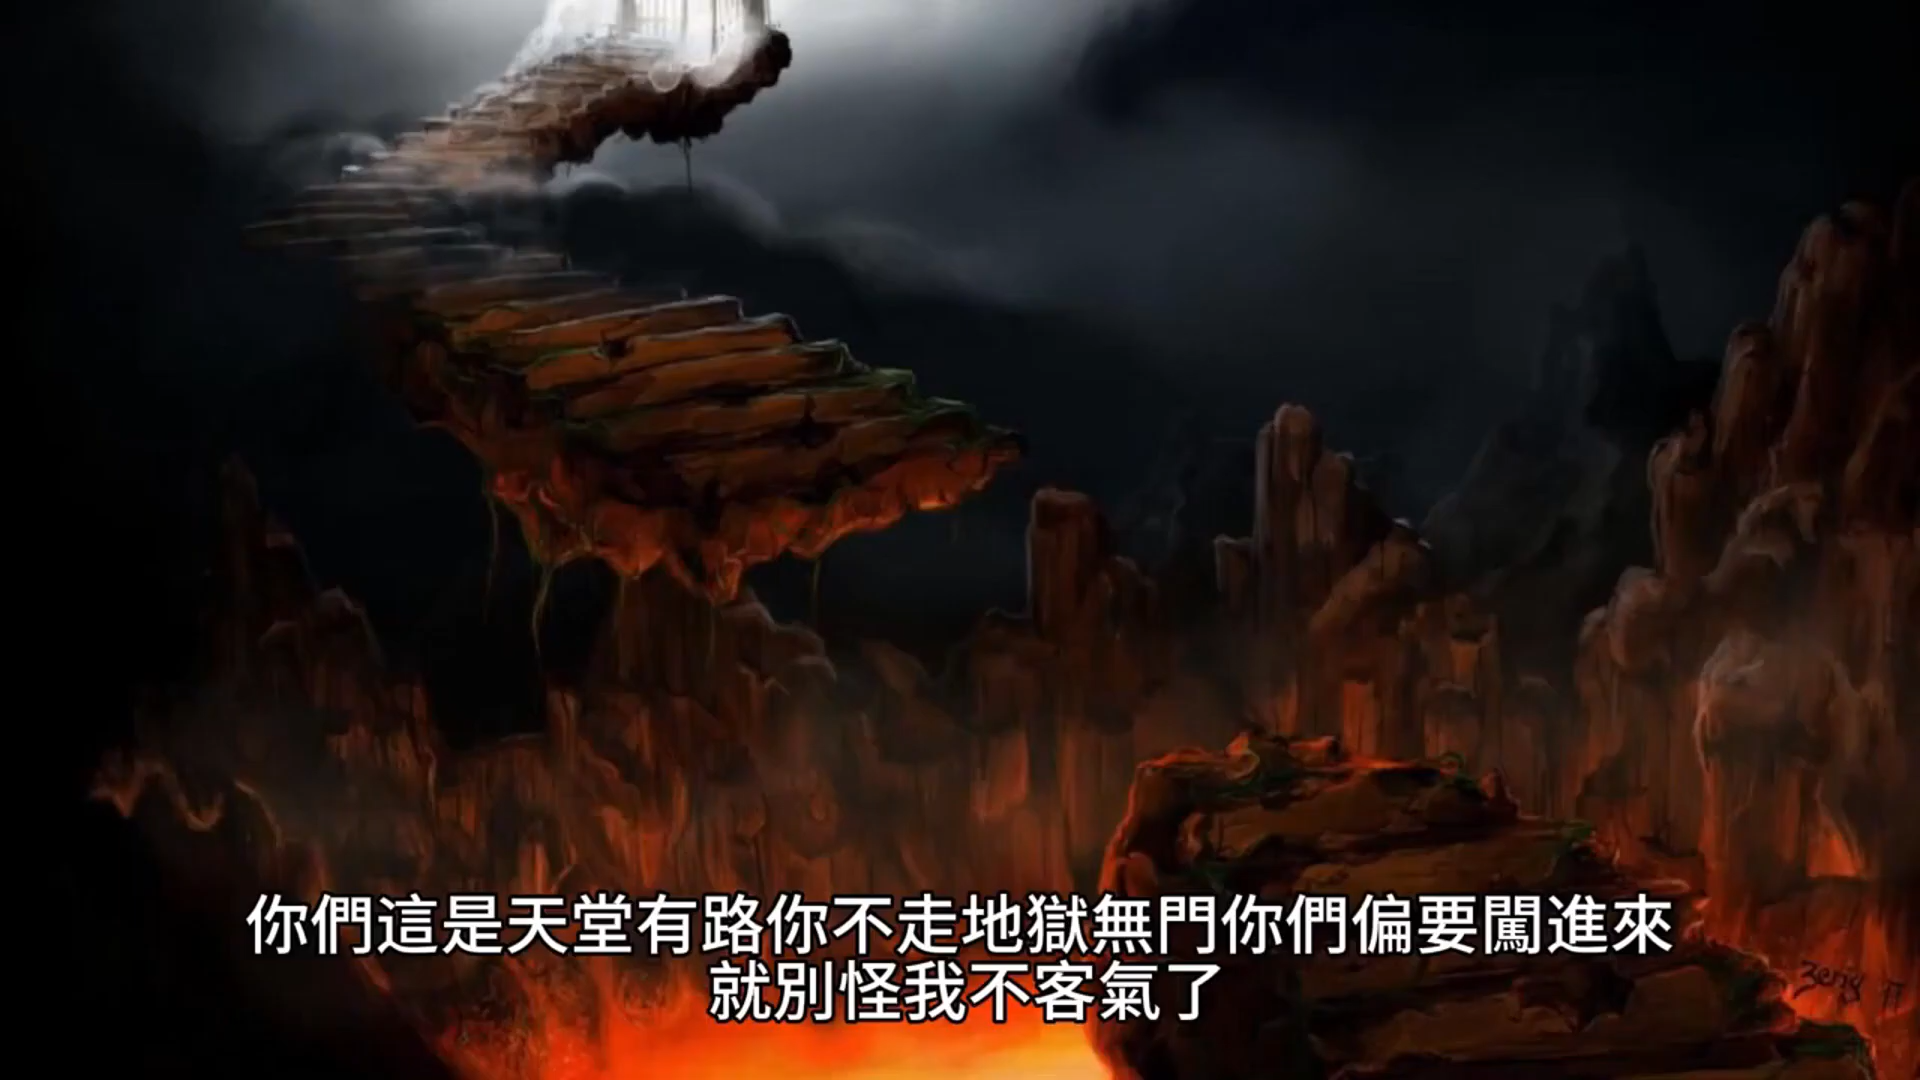 你們這是天堂有路你不走地獄無門你們偏要闖進來
就別怪我不客氣了
zeng π